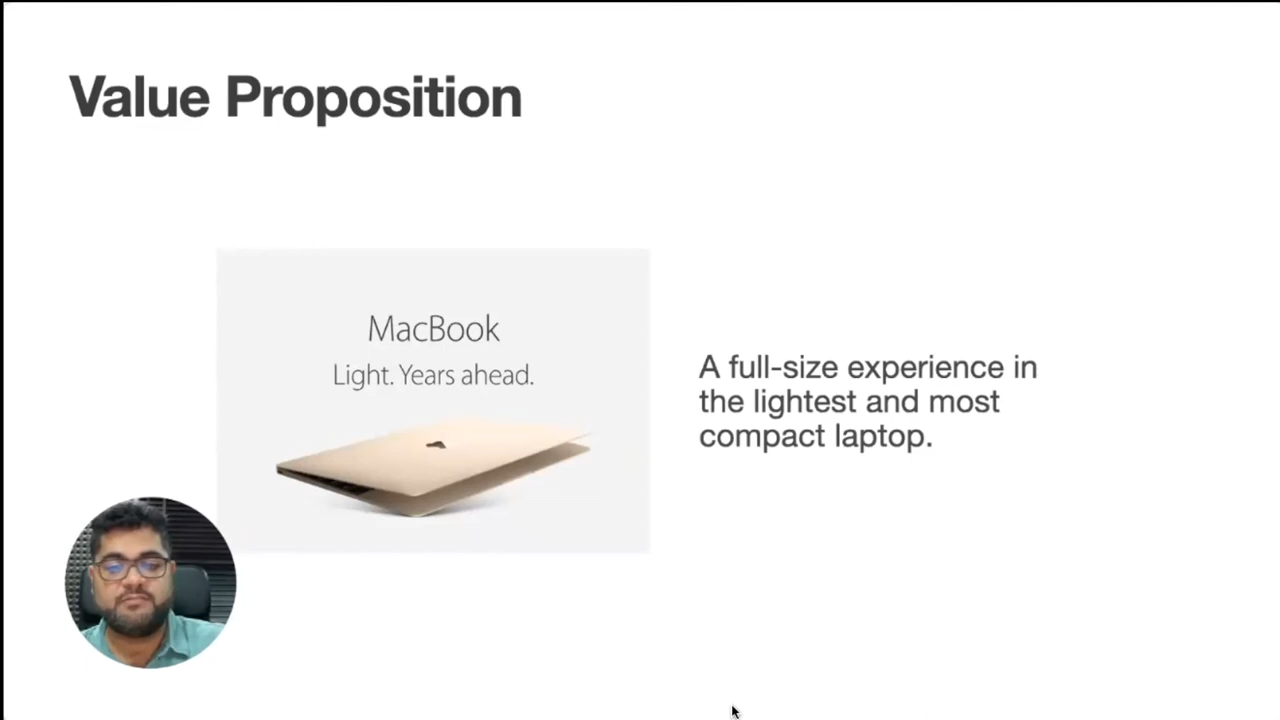 Value Proposition
MacBook
Light. Years ahead.
A full-size experience in
the lightest and most
compact laptop.